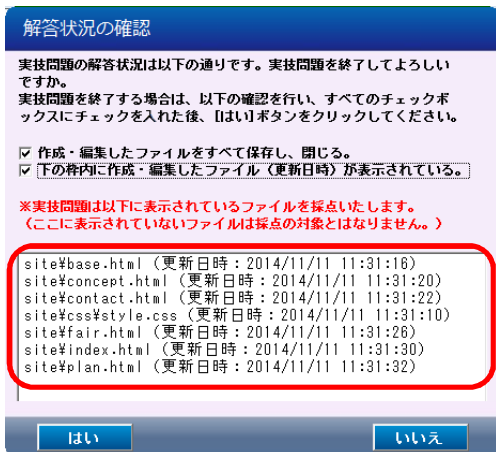 解答状況の確認
実技問題の解答状況は以下の通りです。実技問題を終了してよろしい
ですか。
実技問題を終了する場合は、以下の確認を行い、すべてのチェックボ
ックスにチェックを入れた後、[はい]ボタンをクリックしてください。
作成・編集したファイルをすべて保存し、閉じる。
下の枠内に作成・編集したファイル（更新日時）が表示されている。
※実技問題は以下に表示されているファイルを採点いたします。
（ここに表示されていないファイルは採点の対象とはなりません。）
site¥base.html（更新日時：2014/11/11 11:31:16)
site¥concept.html（更新日時：2014/11/11 11:31:20)
site¥contact.html（更新日時：2014/11/11 11:31:22)
site¥css¥style.css（更新日時：2014/11/11 11:31:10)
site¥fair.html（更新日時：2014/11/11 11:31:26)
site¥index.html（更新日時：2014/11/11 11:31:30)
site¥plan.html（更新日時：2014/11/11 11:31:32)
はい
いいえ